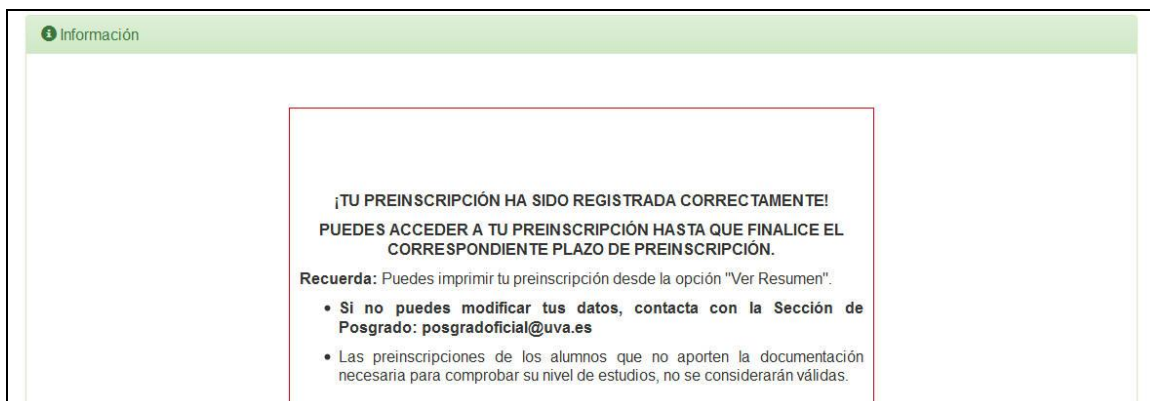 Información
¡TU PREINSCRIPCIÓN HA SIDO REGISTRADA CORRECTAMENTE!
PUEDES ACCEDER A TU PREINSCRIPCIÓN HASTA QUE FINALICE EL
CORRESPONDIENTE PLAZO DE PREINSCRIPCIÓN.
Recuerda: Puedes imprimir tu preinscripción desde la opción "Ver Resumen".
• Si no puedes modificar tus datos, contacta con la Sección de
Posgrado: posgradoficial@uva.es
• Las preinscripciones de los alumnos que no aporten la documentación
necesaria para comprobar su nivel de estudios, no se considerarán válidas.